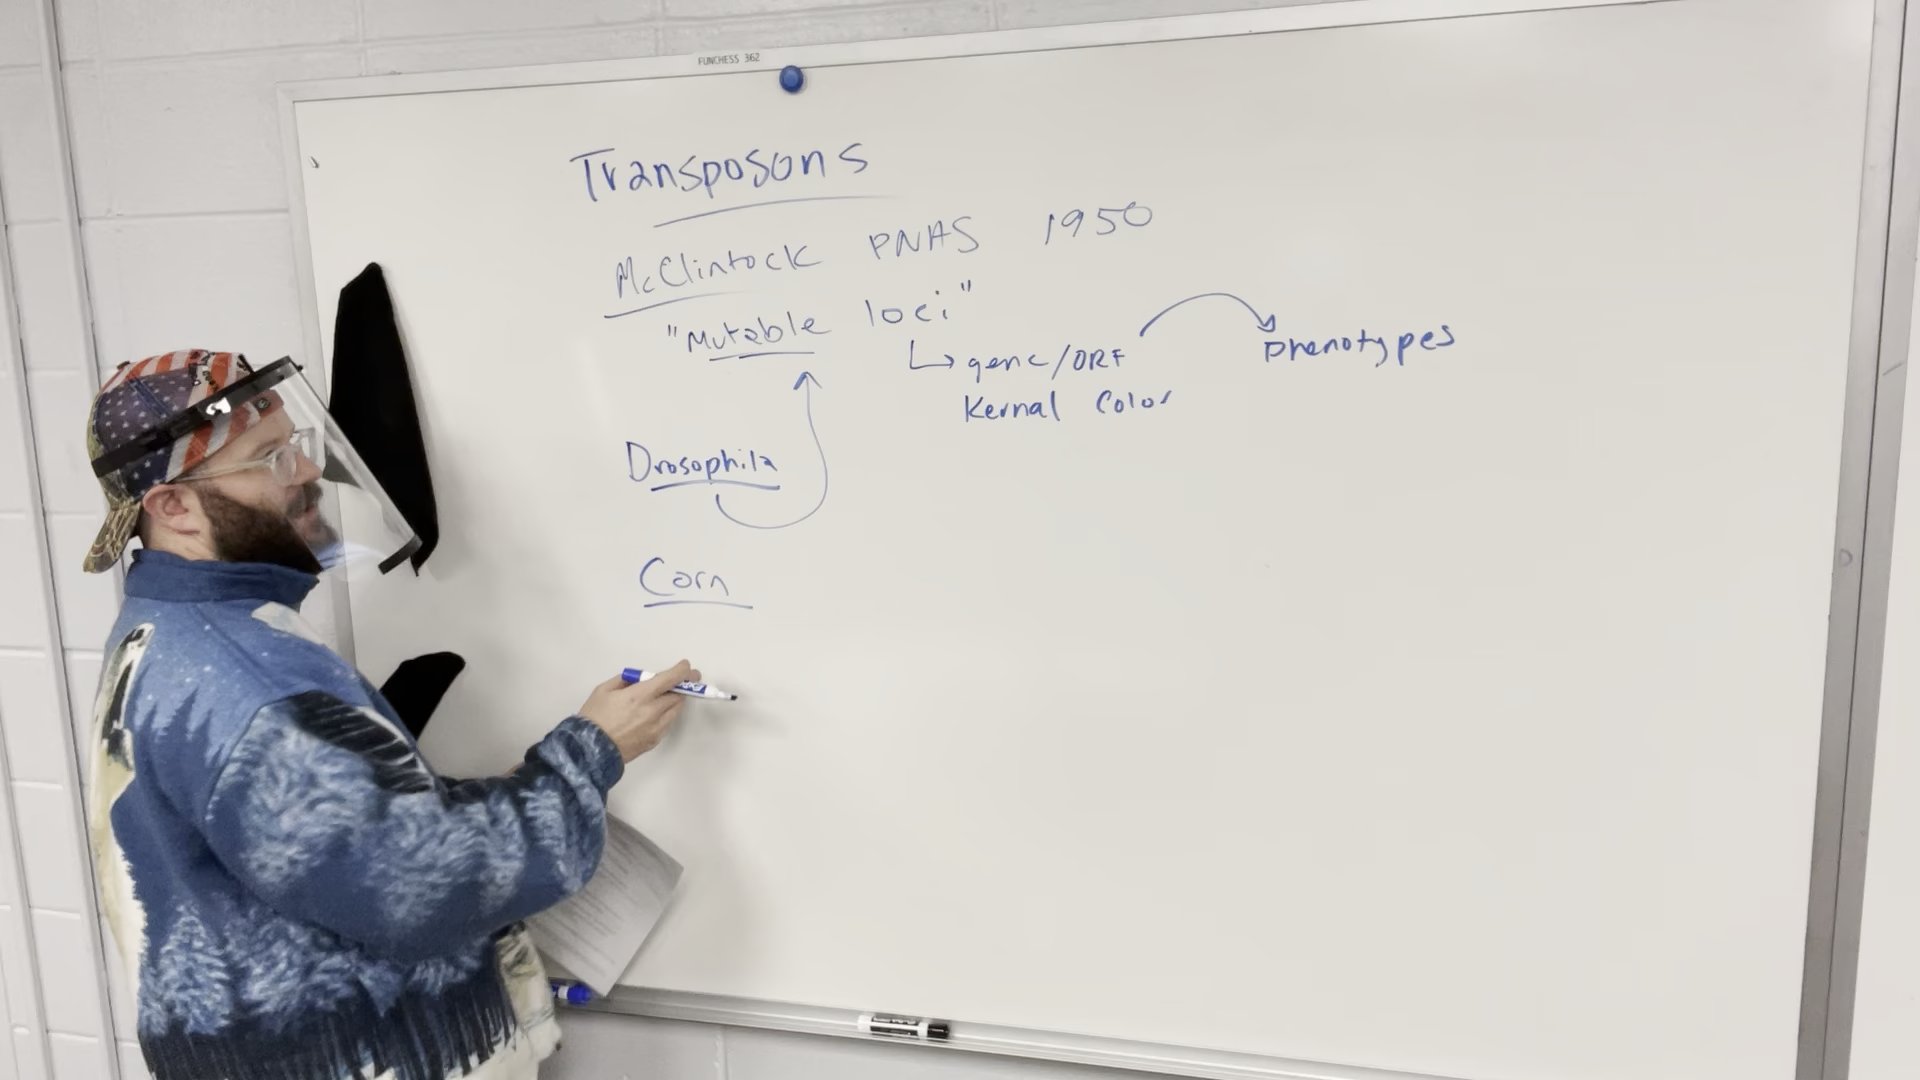 FUNCHESS 362
Transposons
McClintock PNAS 1950
"Mutable loci"
gene/ORF
Phenotypes
Kernal Color
Drosophila
Corn